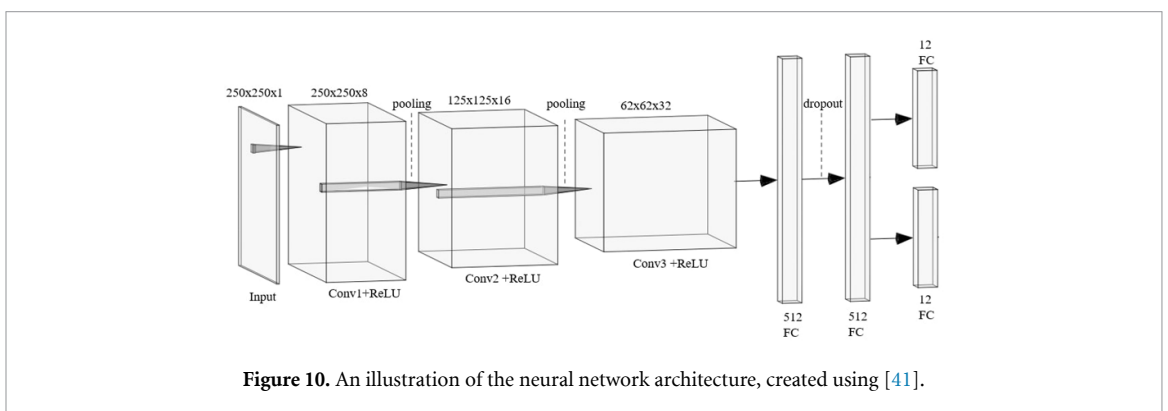 12
FC
250x250x1
250x250x8
pooling
125x125x16
pooling
62x62x32
dropout
Input
Conv1+ReLU
Conv2 +ReLU
Conv3 +ReLU
512
FC
512
FC
12
FC
Figure 10. An illustration of the neural network architecture, created using [41].